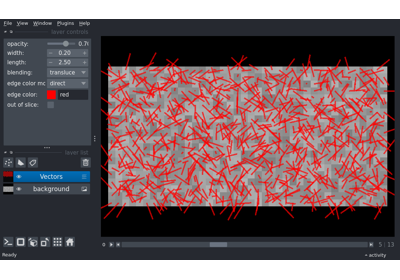 File View Window Plugins Help
layer controls
opacity: 0.7
width: 0.20
length: 2.50
blending: transluce
edge color mo direct
edge color: red
out of slice:
layer list
Vectors
background
5 13
Ready activity